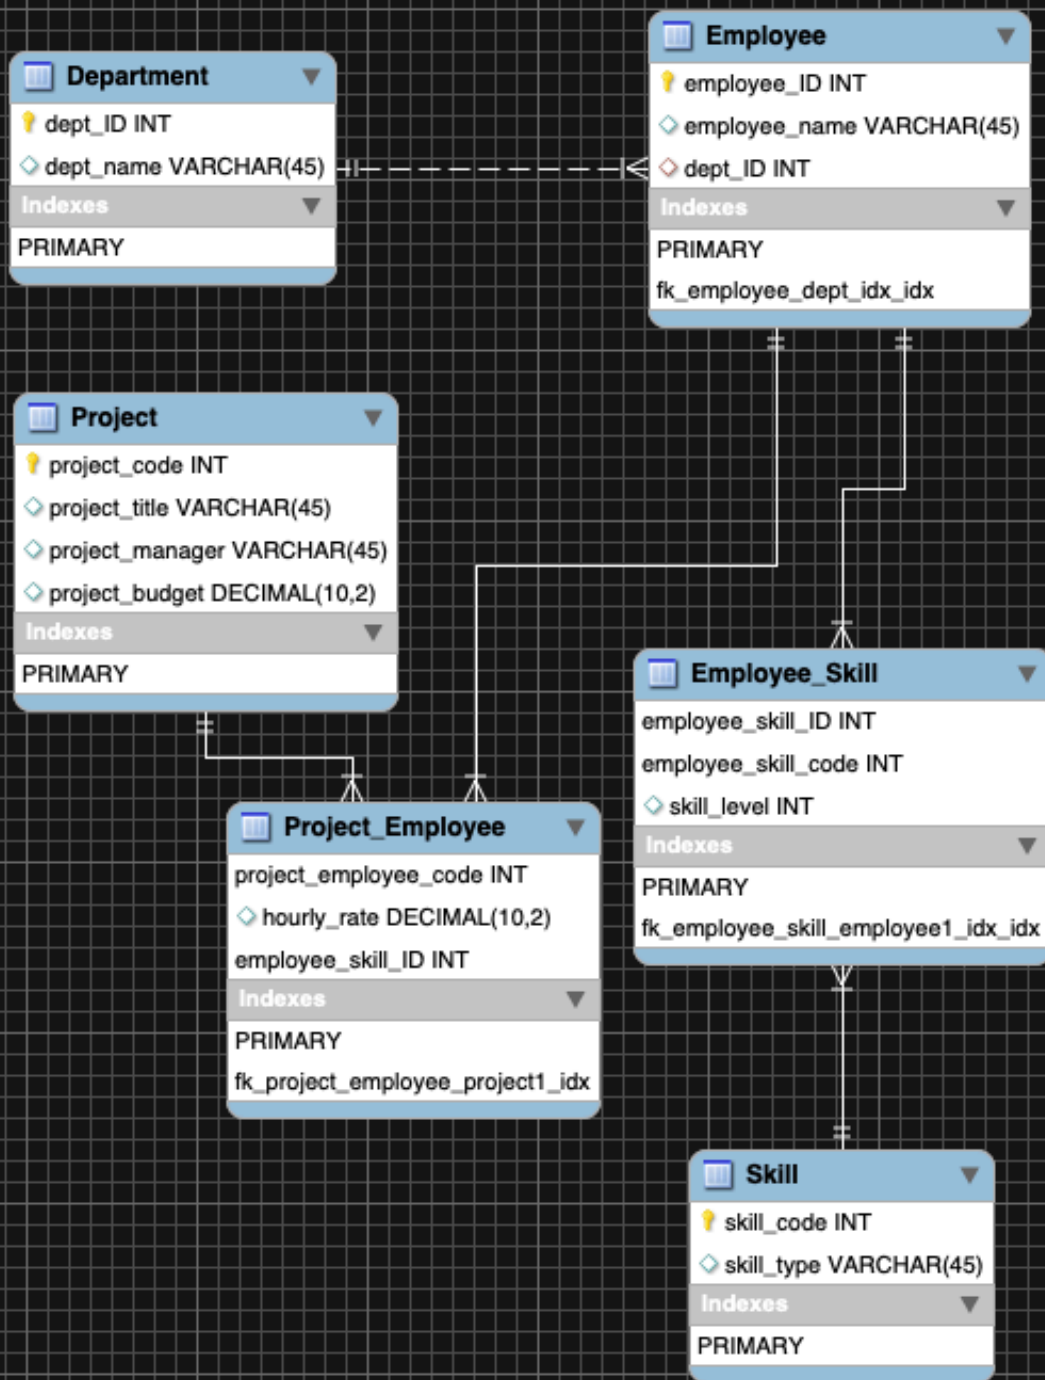 Department
dept_ID INT
dept_name VARCHAR(45)
Indexes
PRIMARY
Employee
employee_ID INT
employee_name VARCHAR(45)
dept_ID INT
Indexes
PRIMARY
fk_employee_dept_idx_idx
Project
project_code INT
project_title VARCHAR(45)
project_manager VARCHAR(45)
project_budget DECIMAL(10,2)
Indexes
PRIMARY
Employee_Skill
employee_skill_ID INT
employee_skill_code INT
skill_level INT
Indexes
PRIMARY
fk_employee_skill_employee1_idx_idx
Project_Employee
project_employee_code INT
hourly_rate DECIMAL(10,2)
employee_skill_ID INT
Indexes
PRIMARY
fk_project_employee_project1_idx
Skill
skill_code INT
skill_type VARCHAR(45)
Indexes
PRIMARY